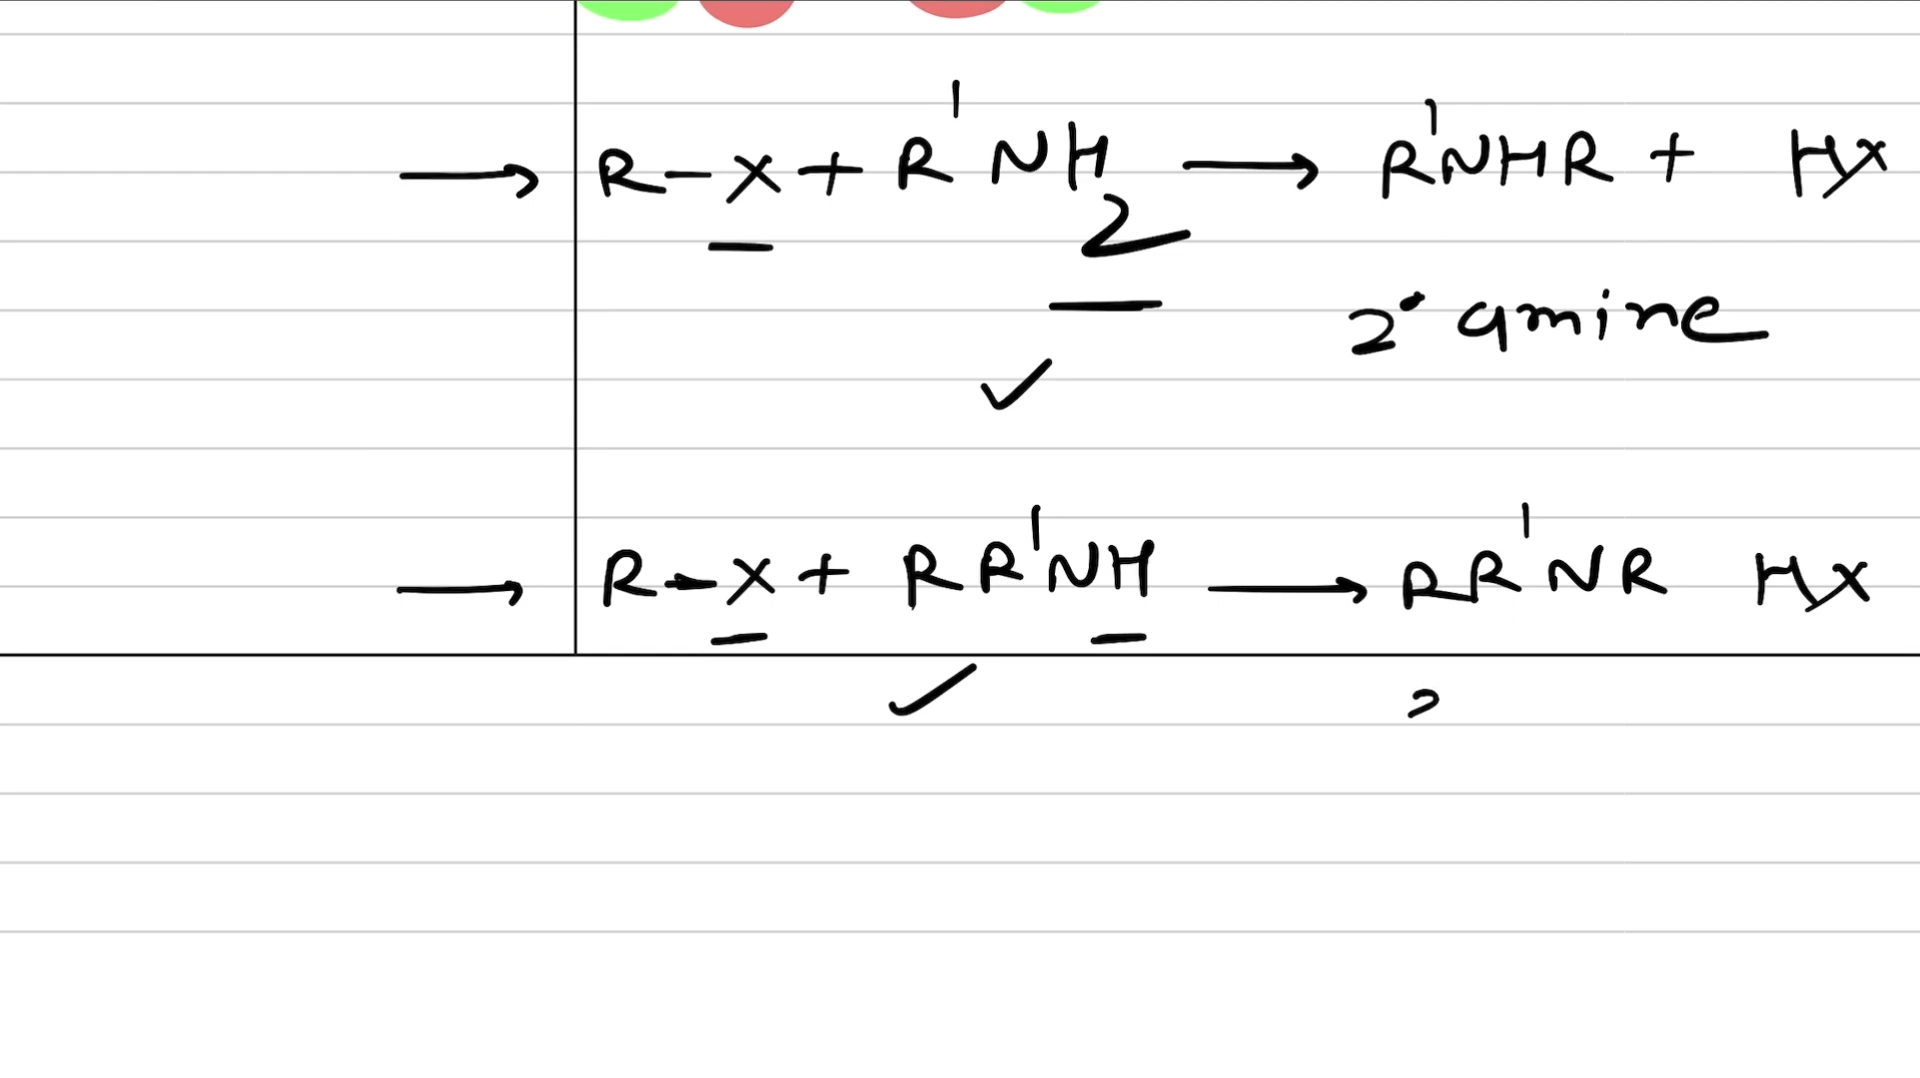 → R-X + R'NH2 → R'NHR + HX
2° amine
→ R-X + RR'NH → RR'NR HX